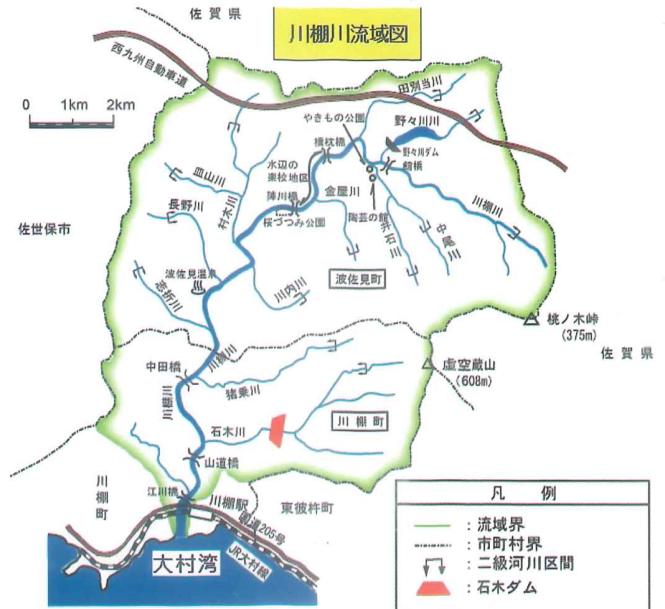 佐賀県
川棚川流域図
西九州自動車道
0 1km 2km
田別当川
やきもの公園
野々川川
横枕橋
野々川ダム
舘橋
水辺の
楽校地区
金屋川
川棚川
皿山川
陣川橋
陶芸の館
村木川
長野川
桜づつみ公園
井石川
中尾川
佐世保市
波佐見温泉
川内川
波佐見町
志折川
桃ノ木峠
(375m)
佐賀県
川棚川
虚空蔵山
(608m)
中田橋
猪乗川
川棚川
川棚町
石木川
山道橋
川棚町
江川橋
川棚駅
国道205号
東彼杵町
大村湾
JR大村線
凡例
:流域界
:市町村界
:二級河川区間
:石木ダム